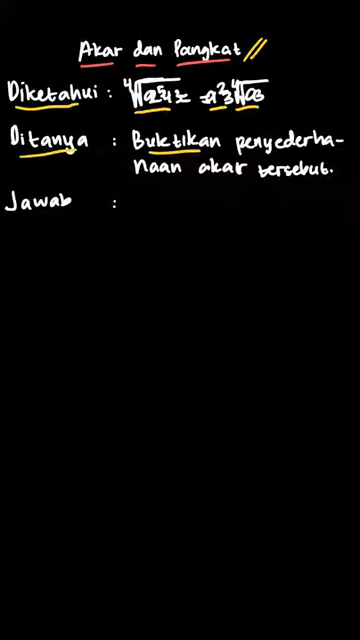 Akar dan Pangkat //
Diketahui :
Ditanya : Buktikan penyederha-
naan akar tersebut.
Jawab :